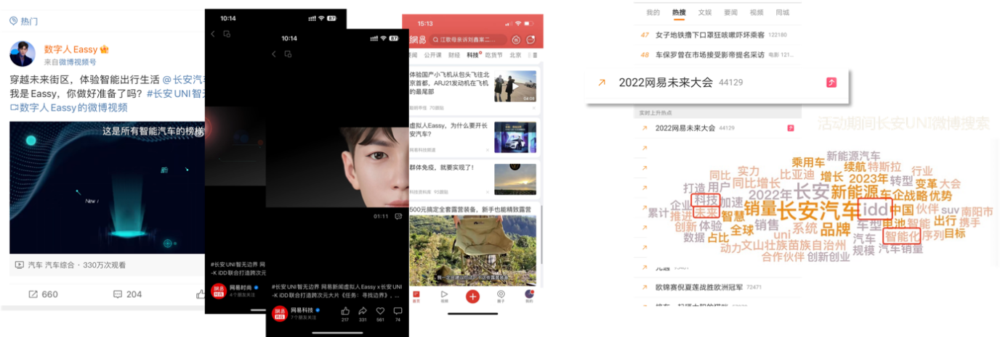 热门
数字人Eassy
来自微博视频号
穿越未来街区，体验智能出行生活 @长安汽
我是Eassy，你做好准备了吗？#长安UNI智无
数字人Eassy的微博视频
这是所有智能汽车的榜样
New
汽车 汽车综合 · 330万次观看
660
204
10:14
87
#长安UNI智无边界 网
-K iDD联合打造跨次元
网易时尚
4个朋友关注
10:14
87
01:11
#长安UNI智无边界 网易新闻虚拟人Eassy x长安UNI
-K iDD联合打造跨次元大片《任务：寻找边界》，...
网易科技
7个朋友关注
217
331
561
74
15:13
網易
江歌母亲诉刘鑫案二...
要闻 公开课 财经 科技 吃货节 北京
体验国产小飞机从包头飞往北
京首都，ARJ21发动机在飞机
的最尾部
04:08
虚拟人Eassy，为什么要开长
安汽车？
网易科技频道
群体免疫，就要实现了！
科技资料库 95跟贴
500元搞定全套露营装备，新手也能精致露营
首页
视频
圈子
我的
我的 热搜 文娱 要闻 视频 同城
47 女子地铁撸下口罩狂咳嗽吓坏乘客 122180
48 车保罗曾在市场接受影帝提名采访 电影 121...
2022网易未来大会 44129
实时上升热点
2022网易未来大会 44129
活动期间长安UNI微博搜索
新能源汽车
乘用车
续航 特斯拉
同比 实力 比亚迪 增长 2023年 行业
打造 用户 同比增长 转型 变革 大会
企业 科技 加速 2022年 长安 新能源 车企 战略 优势
累计 推进 未来 智慧 销量 长安汽车 idd 中国 伙伴 suv 南阳市
创新 体验 全球 销售 系统 品牌 车型 电池 智能 出行 携手
数据 占比 uni 汽车 智能化 序列 目标
动力 文山壮族苗族自治州 规模 汽车销量
合作伙伴 创新创业
欧锦赛倪夏莲战胜欧洲冠军 72471